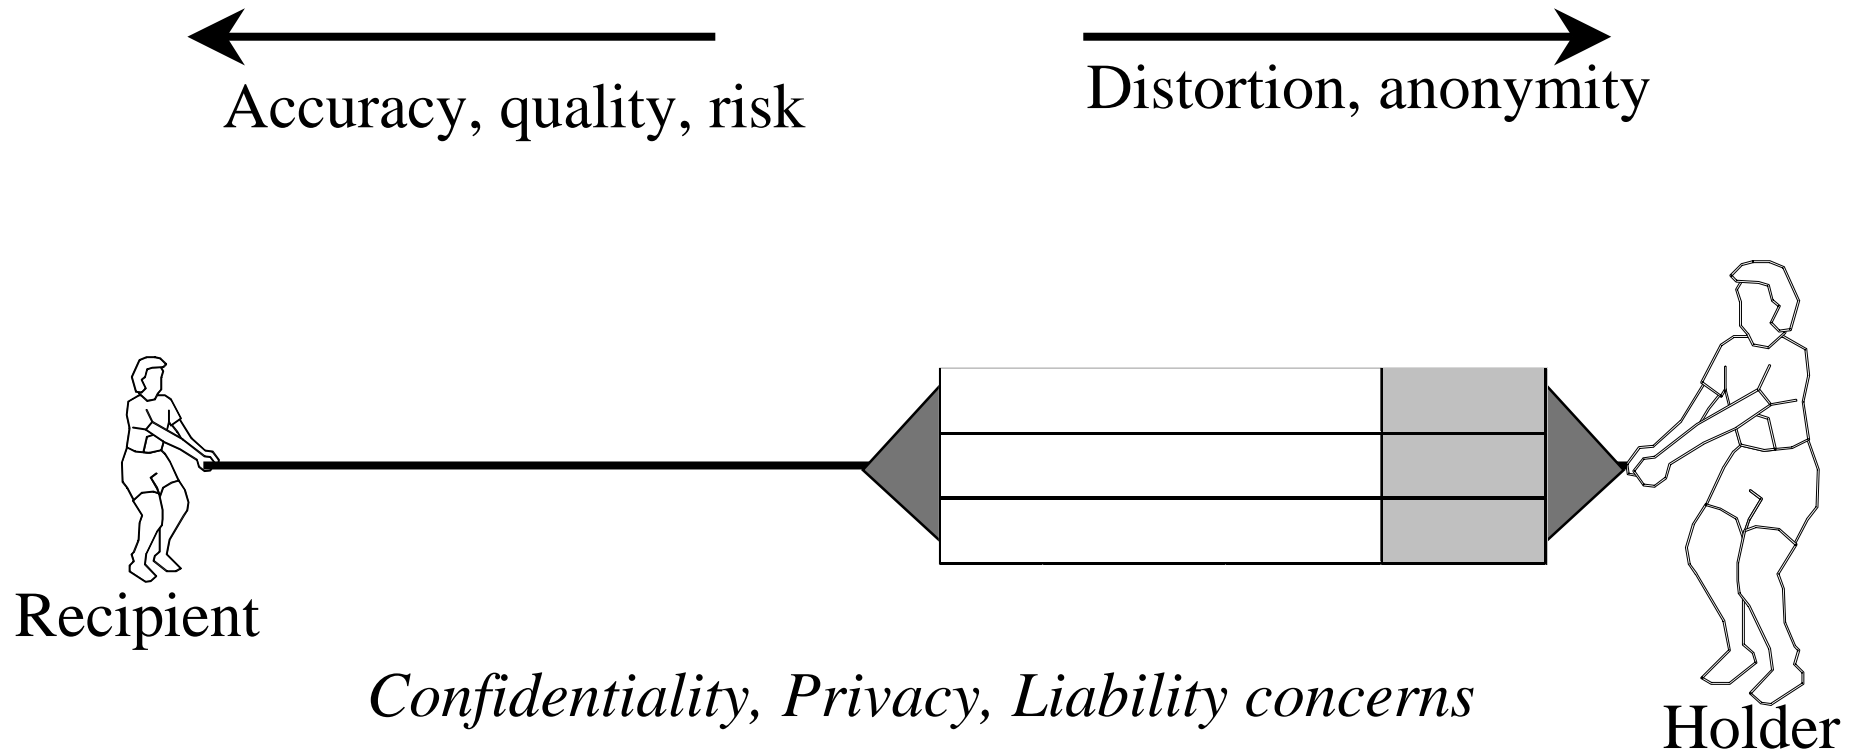 Accuracy, quality, risk
Distortion, anonymity
Recipient
Confidentiality, Privacy, Liability concerns
Holder